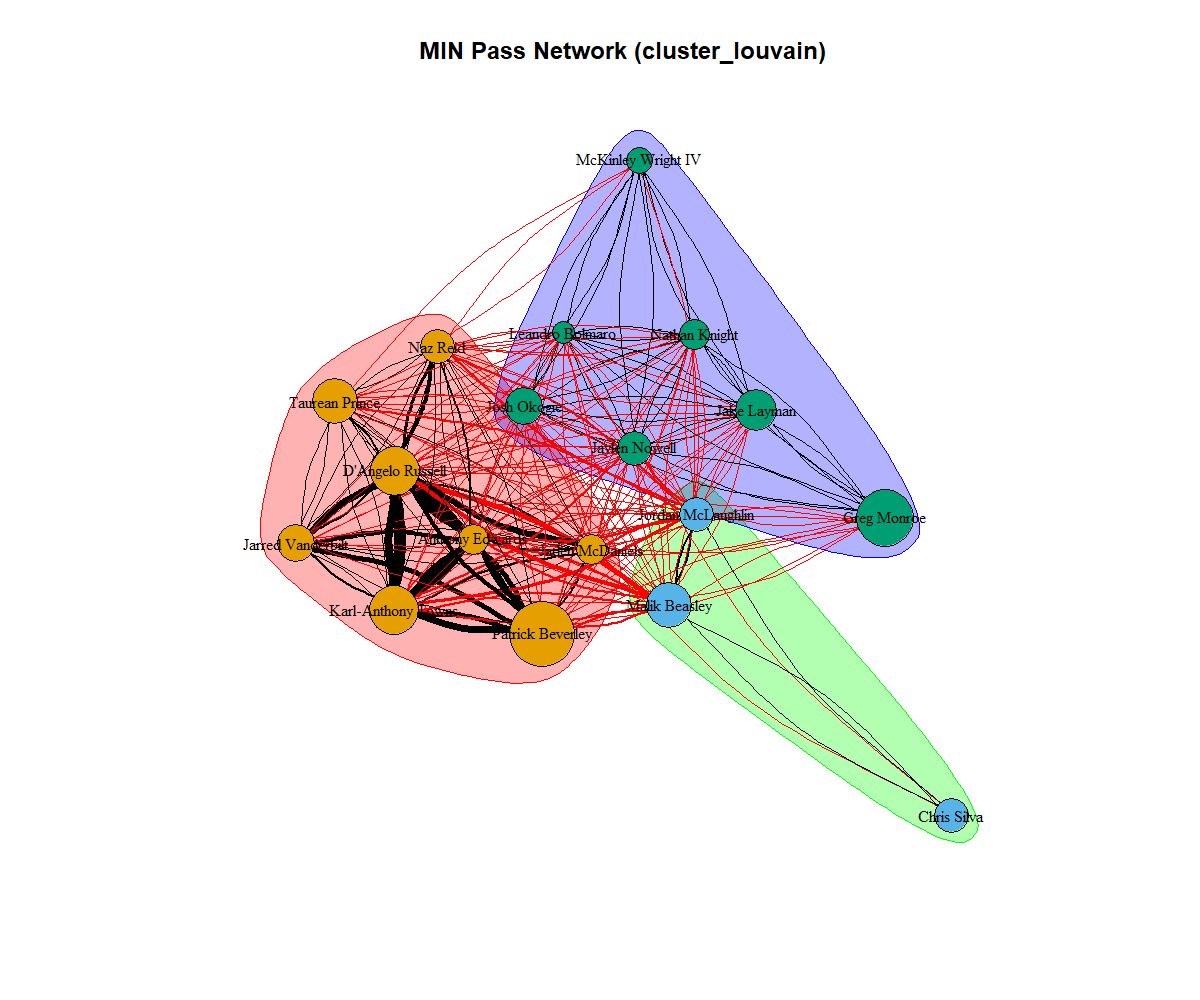 MIN Pass Network (cluster_louvain)
McKinley Wright IV
Leandro Bolmaro
Nathan Knight
Naz Reid
Taurean Prince
Josh Okogie
Jake Layman
Jaylen Nowell
D'Angelo Russell
Jordan McLaughlin
Greg Monroe
Jarred Vanderbilt
Anthony Edwards
Jaden McDaniels
Karl-Anthony Towns
Malik Beasley
Patrick Beverley
Chris Silva